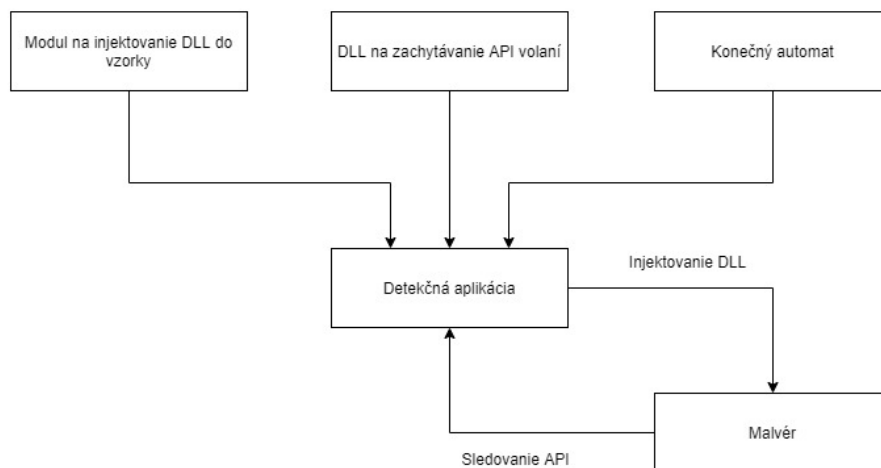 Modul na injektovanie DLL do
vzorky
DLL na zachytávanie API volaní
Konečný automat
Detekčná aplikácia
Injektovanie DLL
Malvér
Sledovanie API